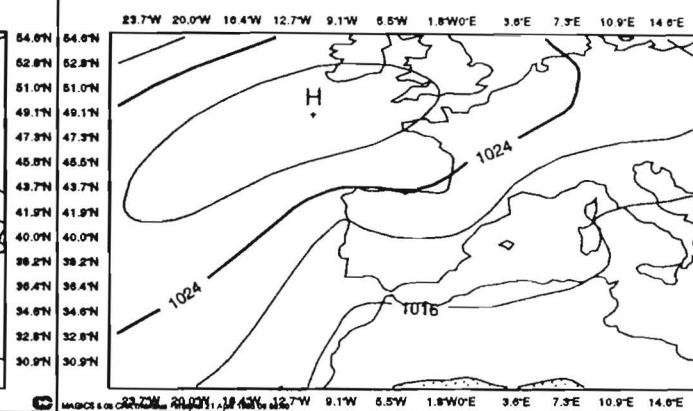 23.7°W 20.0°W 16.4°W 12.7°W 9.1°W 5.5°W 1.8°W0°E 3.6°E 7.3°E 10.9°E 14.6°E
54.6°N 54.6°N
52.8°N 52.8°N
51.0°N 51.0°N
H
49.1°N 49.1°N
47.3°N 47.3°N
1024
45.5°N 45.5°N
43.7°N 43.7°N
41.9°N 41.9°N
40.0°N 40.0°N
38.2°N 38.2°N
36.4°N 36.4°N
1024
34.6°N 34.6°N
1016
32.8°N 32.8°N
30.9°N 30.9°N
23.7°W 20.0°W 16.4°W 12.7°W 9.1°W 5.5°W 1.8°W0°E 3.6°E 7.3°E 10.9°E 14.6°E
MAGICS 21